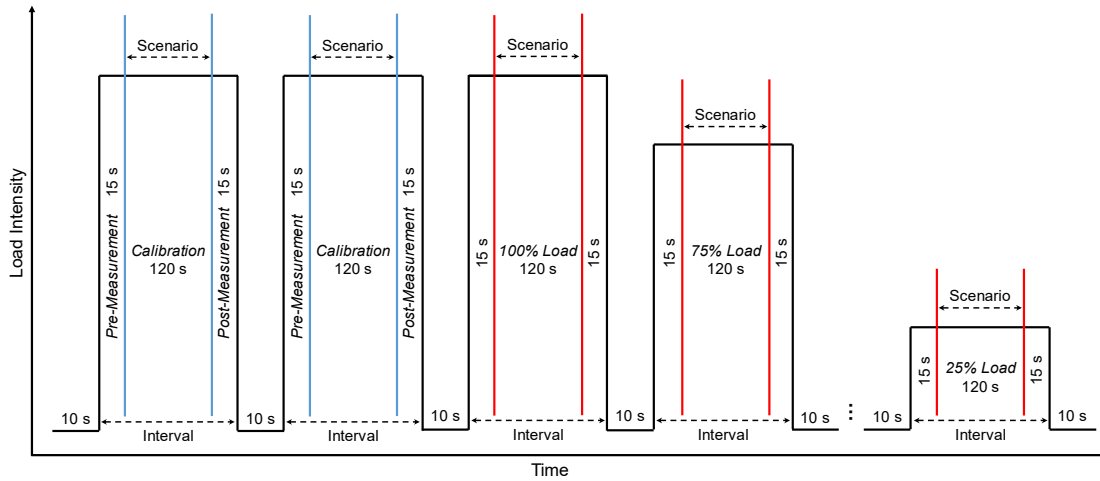 Load Intensity
Scenario
Pre-Measurement 15 s
Calibration
120 s
Post-Measurement 15 s
Scenario
Pre-Measurement 15 s
Calibration
120 s
Post-Measurement 15 s
Scenario
15 s
100% Load
120 s
15 s
Scenario
15 s
75% Load
120 s
15 s
Scenario
15 s
25% Load
120 s
15 s
10 s
Interval
10 s
Interval
10 s
Interval
10 s
Interval
10 s
...
10 s
Interval
10 s
Time